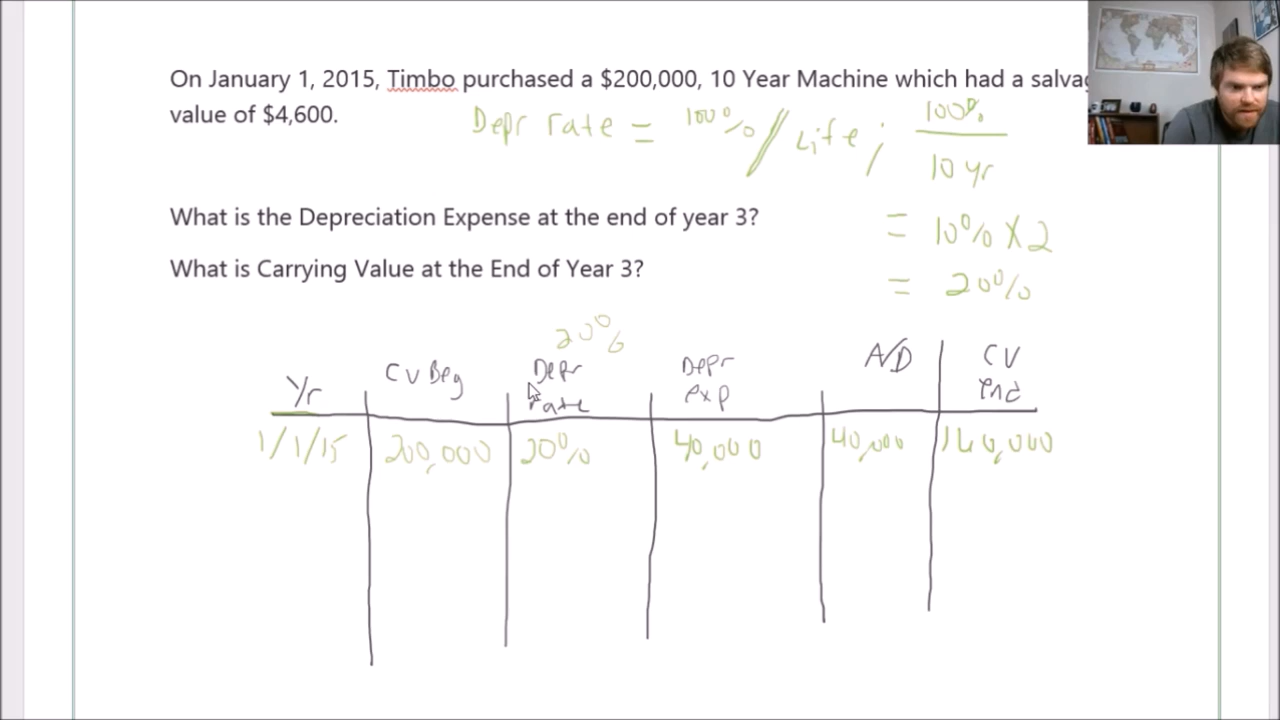 On January 1, 2015, Timbo purchased a $200,000, 10 Year Machine which had a salvag
value of $4,600.
Depr rate = 100% / Life ; 100%
10 yr
What is the Depreciation Expense at the end of year 3?
= 10% X 2
What is Carrying Value at the End of Year 3?
= 20%
20%
Yr CV Beg Depr rate Depr exp A/D CV end
1/1/15 200,000 20% 40,000 40,000 160,000